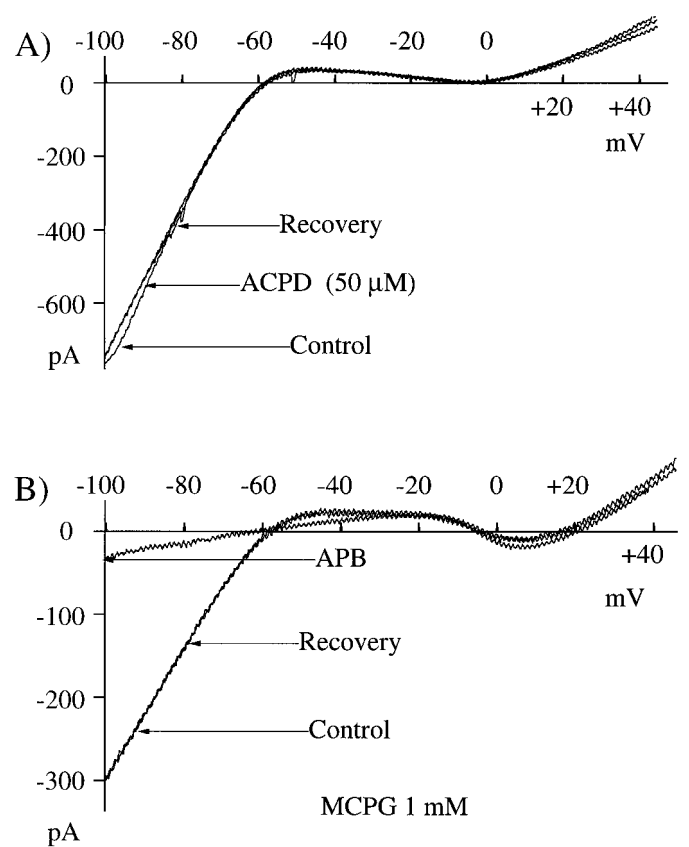 A)
-100 -80 -60 -40 -20 0
0
+20 +40
mV
-200
-400
-600
pA
Recovery
ACPD (50 µM)
Control
B)
-100 -80 -60 -40 -20 0 +20
0
+40
mV
APB
-100
Recovery
-200
Control
-300
MCPG 1 mM
pA